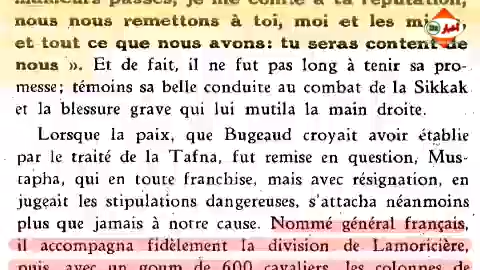 malheurs passés, je me confie à ta réputation,
nous nous remettons à toi, moi et les miens,
et tout ce que nous avons: tu seras content de
nous ». Et de fait, il ne fut pas long à tenir sa pro-
messe; témoins sa belle conduite au combat de la Sikkak
et la blessure grave qui lui mutila la main droite.
Lorsque la paix, que Bugeaud croyait avoir établie
par le traité de la Tafna, fut remise en question, Mus-
tapha, qui en toute franchise, mais avec résignation, en
jugeait les stipulations dangereuses, s'attacha néanmoins
plus que jamais à notre cause. Nommé général français,
il accompagna fidèlement la division de Lamoricière,
puis, avec un goum de 600 cavaliers, les colonnes de
أخبار